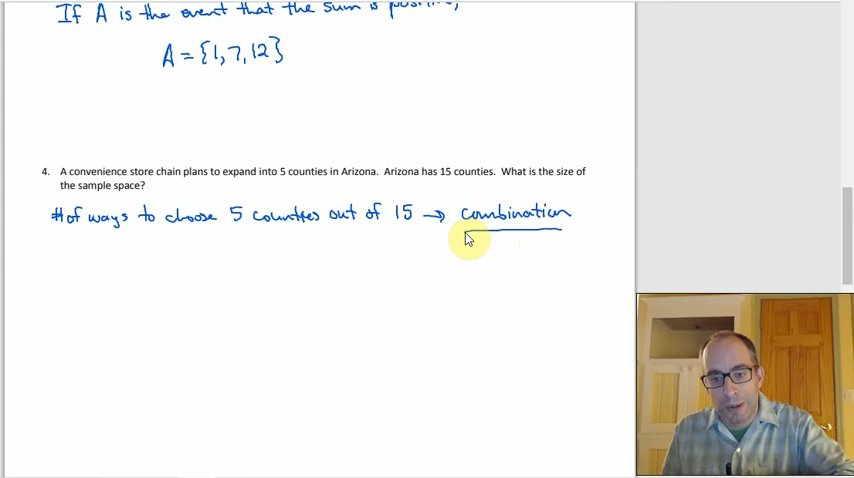 If A is the event that the sum is positive,
A = {1, 7, 12}
4. A convenience store chain plans to expand into 5 counties in Arizona. Arizona has 15 counties. What is the size of
the sample space?
# of ways to choose 5 counties out of 15 → combination